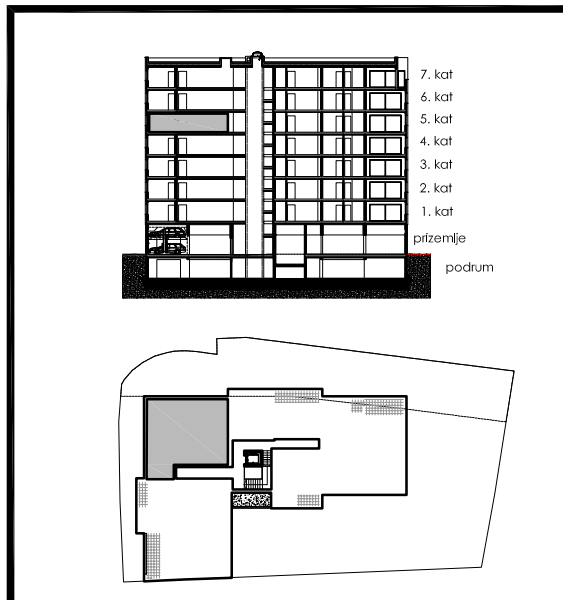 7. kat
6. kat
5. kat
4. kat
3. kat
2. kat
1. kat
prizemlje
podrum